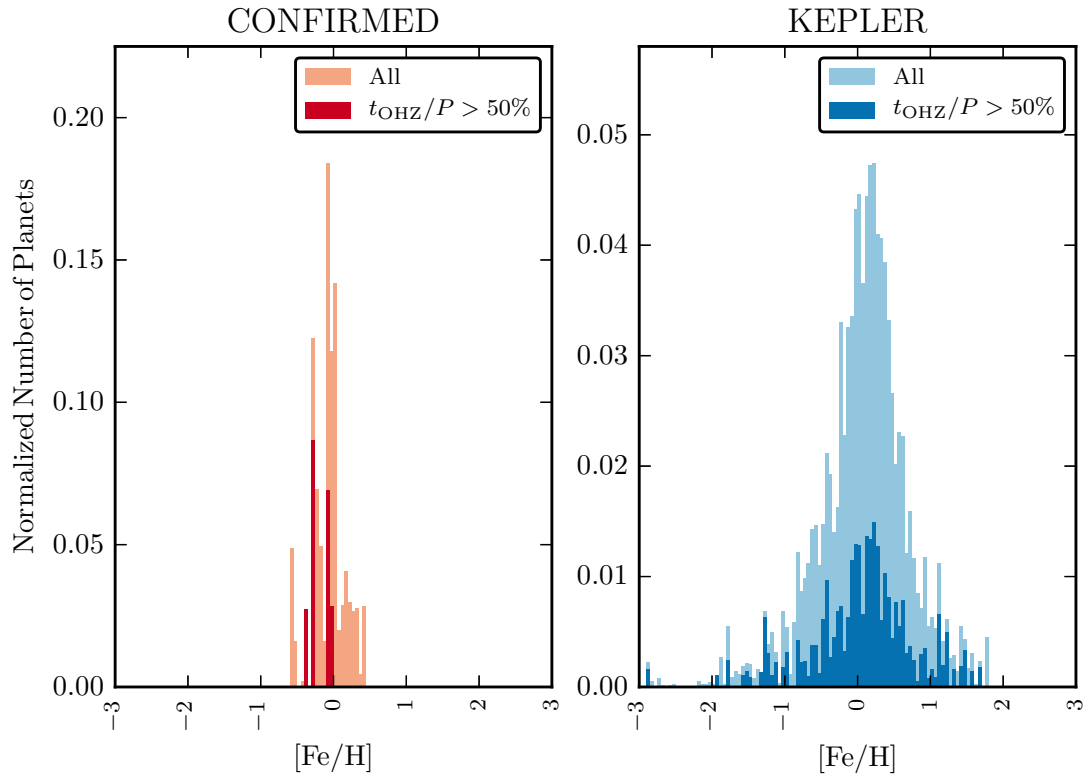 CONFIRMED
KEPLER
All
t_OHZ/P > 50%
All
t_OHZ/P > 50%
Normalized Number of Planets
0.20
0.15
0.10
0.05
0.00
0.05
0.04
0.03
0.02
0.01
0.00
−3 −2 −1 0 1 2 3
−3 −2 −1 0 1 2 3
[Fe/H]
[Fe/H]